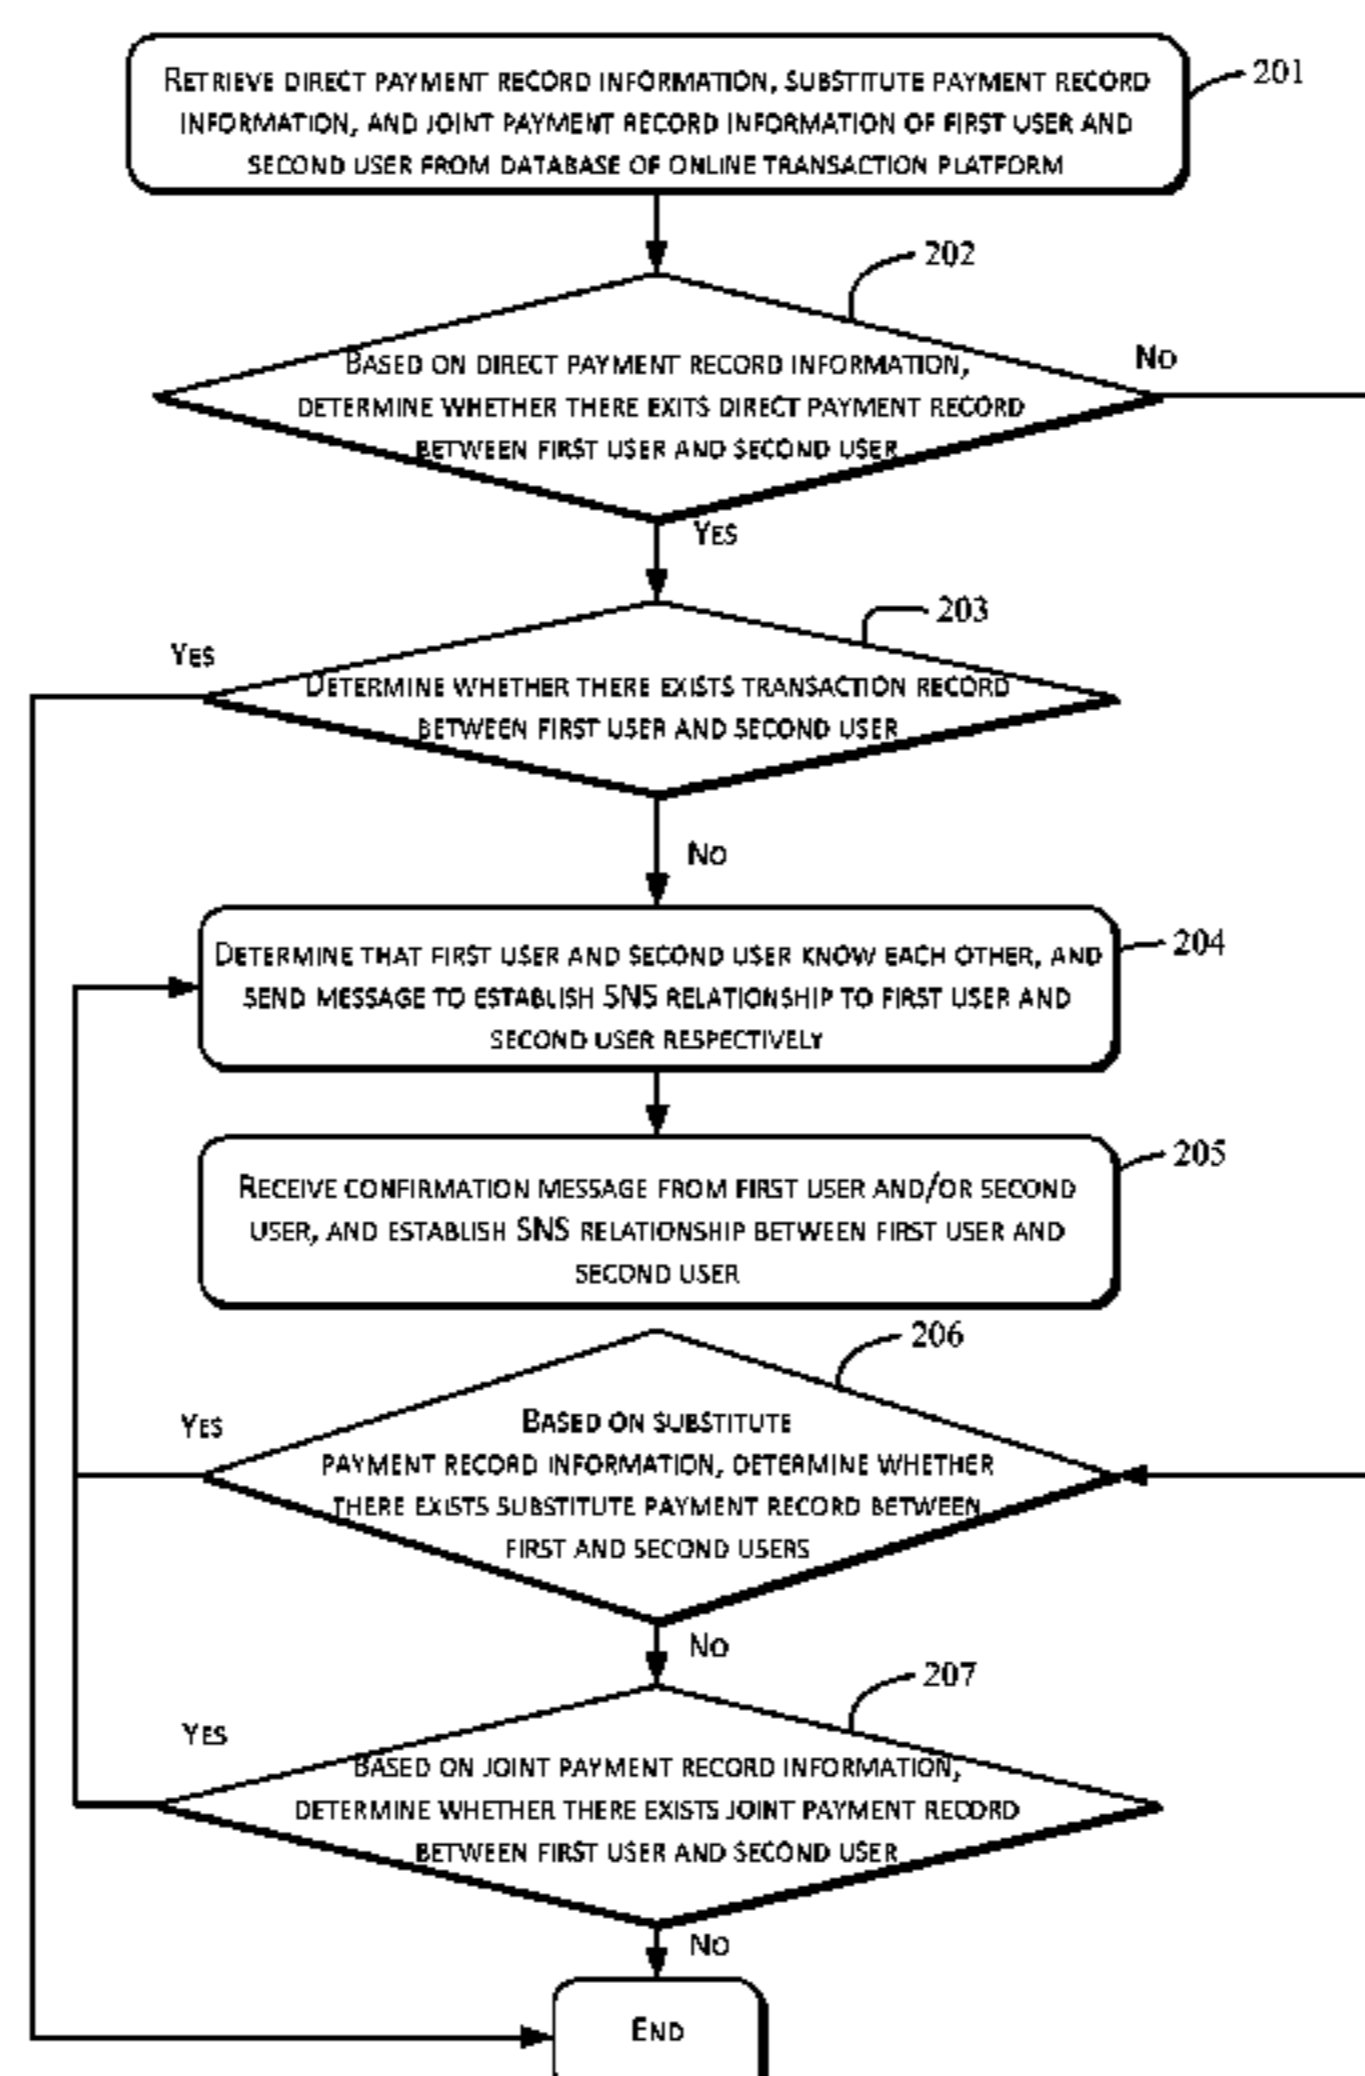 RETRIEVE DIRECT PAYMENT RECORD INFORMATION, SUBSTITUTE PAYMENT RECORD
INFORMATION, AND JOINT PAYMENT RECORD INFORMATION OF FIRST USER AND
SECOND USER FROM DATABASE OF ONLINE TRANSACTION PLATFORM
201
202
BASED ON DIRECT PAYMENT RECORD INFORMATION,
DETERMINE WHETHER THERE EXITS DIRECT PAYMENT RECORD
BETWEEN FIRST USER AND SECOND USER
NO
YES
203
YES
DETERMINE WHETHER THERE EXISTS TRANSACTION RECORD
BETWEEN FIRST USER AND SECOND USER
NO
DETERMINE THAT FIRST USER AND SECOND USER KNOW EACH OTHER, AND
SEND MESSAGE TO ESTABLISH SNS RELATIONSHIP TO FIRST USER AND
SECOND USER RESPECTIVELY
204
RECEIVE CONFIRMATION MESSAGE FROM FIRST USER AND/OR SECOND
USER, AND ESTABLISH SNS RELATIONSHIP BETWEEN FIRST USER AND
SECOND USER
205
206
YES
BASED ON SUBSTITUTE
PAYMENT RECORD INFORMATION, DETERMINE WHETHER
THERE EXISTS SUBSTITUTE PAYMENT RECORD BETWEEN
FIRST AND SECOND USERS
NO
207
YES
BASED ON JOINT PAYMENT RECORD INFORMATION,
DETERMINE WHETHER THERE EXISTS JOINT PAYMENT RECORD
BETWEEN FIRST USER AND SECOND USER
NO
END